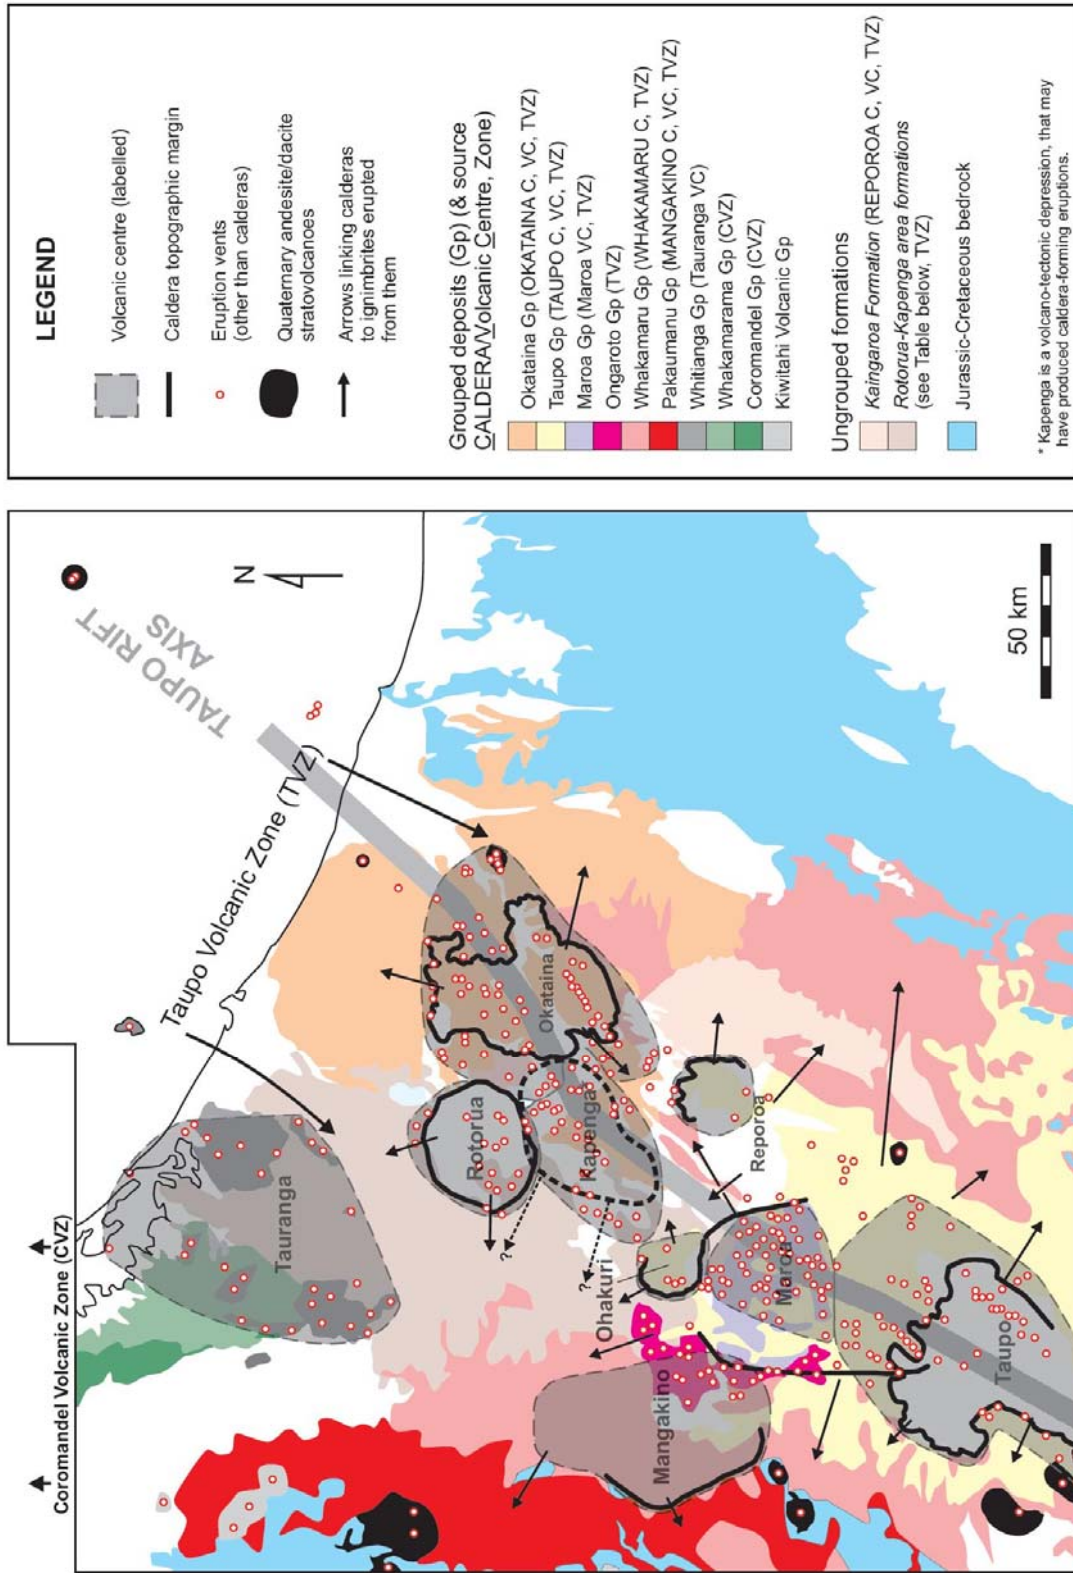 Coromandel Volcanic Zone (CVZ)
Taupo Volcanic Zone (TVZ)
TAUPO RIFT
AXIS
N
Tauranga
Rotorua
Okataina
Kapenga
?
?
Ohakuri
Reporoa
Mangakino
Maroa
Taupo
50 km
LEGEND
Volcanic centre (labelled)
Caldera topographic margin
Eruption vents
(other than calderas)
Quaternary andesite/dacite
stratovolcanoes
Arrows linking calderas
to ignimbrites erupted
from them
Grouped deposits (Gp) (& source
CALDERA/Volcanic Centre, Zone)
Okataina Gp (OKATAINA C, VC, TVZ)
Taupo Gp (TAUPO C, VC, TVZ)
Maroa Gp (Maroa VC, TVZ)
Ongaroto Gp (TVZ)
Whakamaru Gp (WHAKAMARU C, TVZ)
Pakaumanu Gp (MANGAKINO C, VC, TVZ)
Whitianga Gp (Tauranga VC)
Whakamarama Gp (CVZ)
Coromandel Gp (CVZ)
Kiwitahi Volcanic Gp
Ungrouped formations
Kaingaroa Formation (REPOROA C, VC, TVZ)
Rotorua-Kapenga area formations
(see Table below, TVZ)
Jurassic-Cretaceous bedrock
* Kapenga is a volcano-tectonic depression, that may
have produced caldera-forming eruptions.